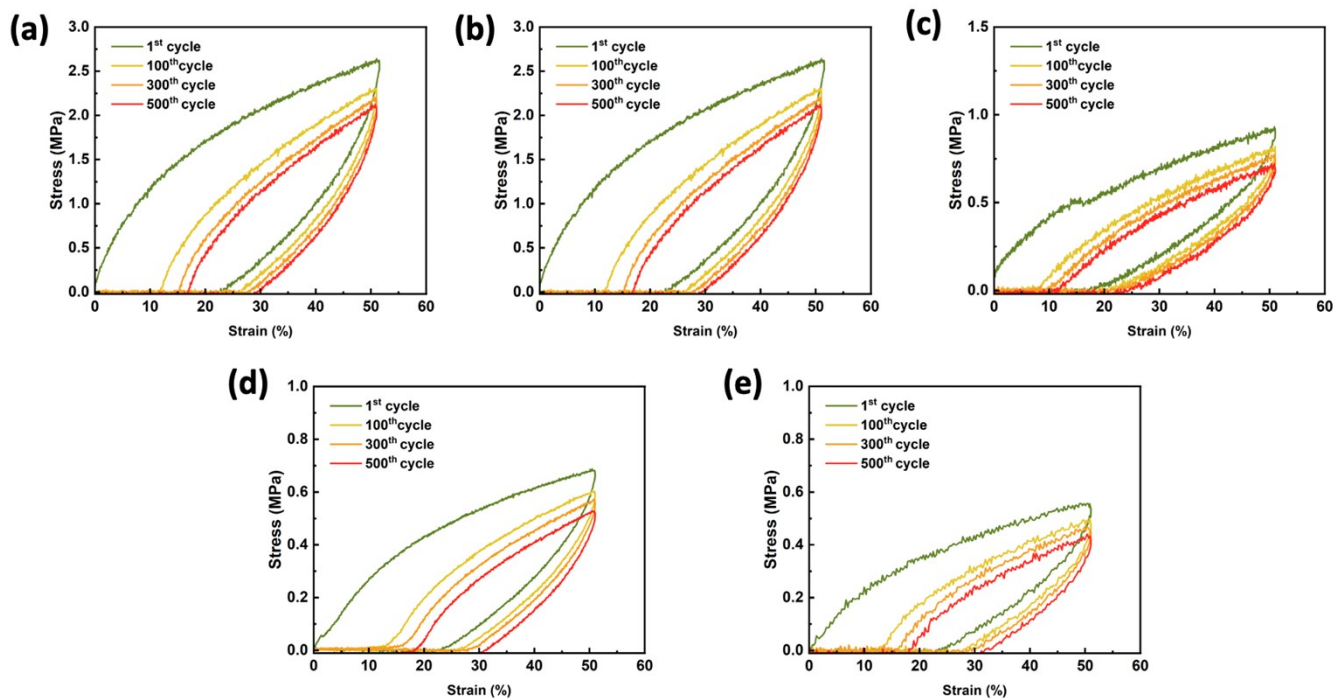 (a)
3.0
2.5
2.0
1.5
1.0
0.5
0.0
0 10 20 30 40 50 60
Stress (MPa)
Strain (%)
1st cycle
100thcycle
300th cycle
500th cycle
(b)
3.0
2.5
2.0
1.5
1.0
0.5
0.0
0 10 20 30 40 50 60
Stress (MPa)
Strain (%)
1st cycle
100thcycle
300th cycle
500th cycle
(c)
1.5
1.0
0.5
0.0
0 10 20 30 40 50 60
Stress (MPa)
Strain (%)
1st cycle
100thcycle
300th cycle
500th cycle
(d)
1.0
0.8
0.6
0.4
0.2
0.0
0 10 20 30 40 50 60
Stress (MPa)
Strain (%)
1st cycle
100thcycle
300th cycle
500th cycle
(e)
1.0
0.8
0.6
0.4
0.2
0.0
0 10 20 30 40 50 60
Stress (MPa)
Strain (%)
1st cycle
100thcycle
300th cycle
500th cycle